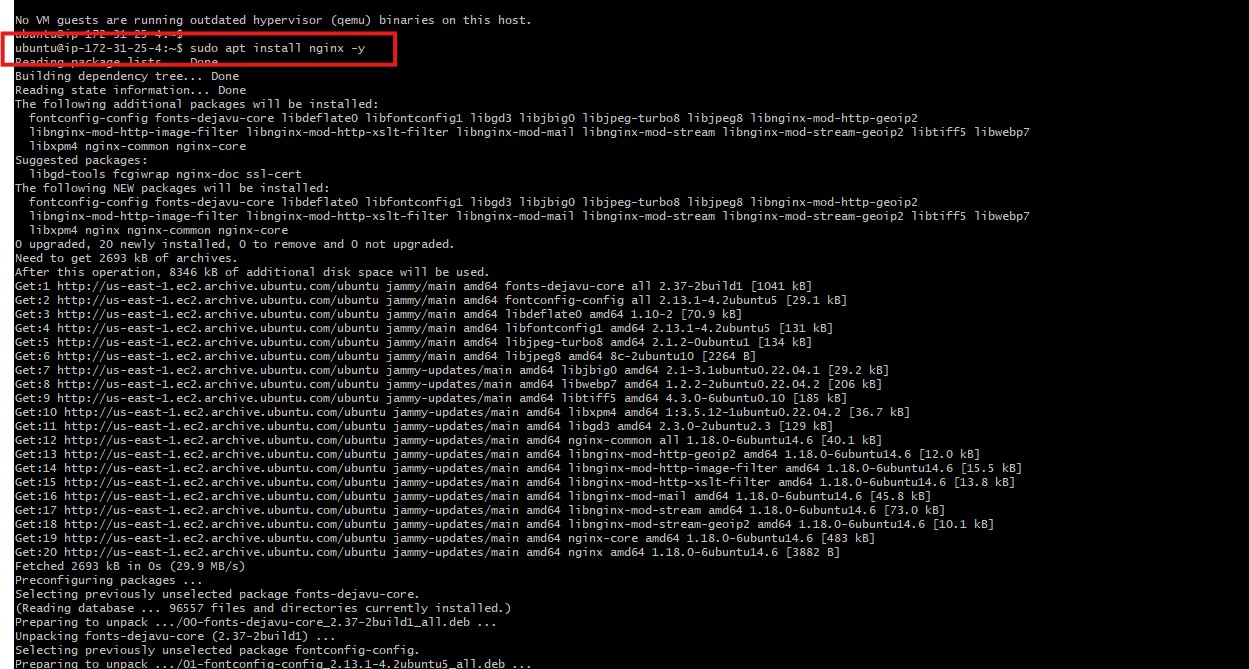 No VM guests are running outdated hypervisor (qemu) binaries on this host.
ubuntu@ip-172-31-25-4:~$
ubuntu@ip-172-31-25-4:~$ sudo apt install nginx -y
Reading package lists... Done
Building dependency tree... Done
Reading state information... Done
The following additional packages will be installed:
  fontconfig-config fonts-dejavu-core libdeflate0 libfontconfig1 libgd3 libjbig0 libjpeg-turbo8 libjpeg8 libnginx-mod-http-geoip2
  libnginx-mod-http-image-filter libnginx-mod-http-xslt-filter libnginx-mod-mail libnginx-mod-stream libnginx-mod-stream-geoip2 libtiff5 libwebp7
  libxpm4 nginx-common nginx-core
Suggested packages:
  libgd-tools fcgiwrap nginx-doc ssl-cert
The following NEW packages will be installed:
  fontconfig-config fonts-dejavu-core libdeflate0 libfontconfig1 libgd3 libjbig0 libjpeg-turbo8 libjpeg8 libnginx-mod-http-geoip2
  libnginx-mod-http-image-filter libnginx-mod-http-xslt-filter libnginx-mod-mail libnginx-mod-stream libnginx-mod-stream-geoip2 libtiff5 libwebp7
  libxpm4 nginx nginx-common nginx-core
0 upgraded, 20 newly installed, 0 to remove and 0 not upgraded.
Need to get 2693 kB of archives.
After this operation, 8346 kB of additional disk space will be used.
Get:1 http://us-east-1.ec2.archive.ubuntu.com/ubuntu jammy/main amd64 fonts-dejavu-core all 2.37-2build1 [1041 kB]
Get:2 http://us-east-1.ec2.archive.ubuntu.com/ubuntu jammy/main amd64 fontconfig-config all 2.13.1-4.2ubuntu5 [29.1 kB]
Get:3 http://us-east-1.ec2.archive.ubuntu.com/ubuntu jammy/main amd64 libdeflate0 amd64 1.10-2 [70.9 kB]
Get:4 http://us-east-1.ec2.archive.ubuntu.com/ubuntu jammy/main amd64 libfontconfig1 amd64 2.13.1-4.2ubuntu5 [131 kB]
Get:5 http://us-east-1.ec2.archive.ubuntu.com/ubuntu jammy/main amd64 libjpeg-turbo8 amd64 2.1.2-0ubuntu1 [134 kB]
Get:6 http://us-east-1.ec2.archive.ubuntu.com/ubuntu jammy/main amd64 libjpeg8 amd64 8c-2ubuntu10 [2264 B]
Get:7 http://us-east-1.ec2.archive.ubuntu.com/ubuntu jammy-updates/main amd64 libjbig0 amd64 2.1-3.1ubuntu0.22.04.1 [29.2 kB]
Get:8 http://us-east-1.ec2.archive.ubuntu.com/ubuntu jammy-updates/main amd64 libwebp7 amd64 1.2.2-2ubuntu0.22.04.2 [206 kB]
Get:9 http://us-east-1.ec2.archive.ubuntu.com/ubuntu jammy-updates/main amd64 libtiff5 amd64 4.3.0-6ubuntu0.10 [185 kB]
Get:10 http://us-east-1.ec2.archive.ubuntu.com/ubuntu jammy-updates/main amd64 libxpm4 amd64 1:3.5.12-1ubuntu0.22.04.2 [36.7 kB]
Get:11 http://us-east-1.ec2.archive.ubuntu.com/ubuntu jammy-updates/main amd64 libgd3 amd64 2.3.0-2ubuntu2.3 [129 kB]
Get:12 http://us-east-1.ec2.archive.ubuntu.com/ubuntu jammy-updates/main amd64 nginx-common all 1.18.0-6ubuntu14.6 [40.1 kB]
Get:13 http://us-east-1.ec2.archive.ubuntu.com/ubuntu jammy-updates/main amd64 libnginx-mod-http-geoip2 amd64 1.18.0-6ubuntu14.6 [12.0 kB]
Get:14 http://us-east-1.ec2.archive.ubuntu.com/ubuntu jammy-updates/main amd64 libnginx-mod-http-image-filter amd64 1.18.0-6ubuntu14.6 [15.5 kB]
Get:15 http://us-east-1.ec2.archive.ubuntu.com/ubuntu jammy-updates/main amd64 libnginx-mod-http-xslt-filter amd64 1.18.0-6ubuntu14.6 [13.8 kB]
Get:16 http://us-east-1.ec2.archive.ubuntu.com/ubuntu jammy-updates/main amd64 libnginx-mod-mail amd64 1.18.0-6ubuntu14.6 [45.8 kB]
Get:17 http://us-east-1.ec2.archive.ubuntu.com/ubuntu jammy-updates/main amd64 libnginx-mod-stream amd64 1.18.0-6ubuntu14.6 [73.0 kB]
Get:18 http://us-east-1.ec2.archive.ubuntu.com/ubuntu jammy-updates/main amd64 libnginx-mod-stream-geoip2 amd64 1.18.0-6ubuntu14.6 [10.1 kB]
Get:19 http://us-east-1.ec2.archive.ubuntu.com/ubuntu jammy-updates/main amd64 nginx-core amd64 1.18.0-6ubuntu14.6 [483 kB]
Get:20 http://us-east-1.ec2.archive.ubuntu.com/ubuntu jammy-updates/main amd64 nginx amd64 1.18.0-6ubuntu14.6 [3882 B]
Fetched 2693 kB in 0s (29.9 MB/s)
Preconfiguring packages ...
Selecting previously unselected package fonts-dejavu-core.
(Reading database ... 96557 files and directories currently installed.)
Preparing to unpack .../00-fonts-dejavu-core_2.37-2build1_all.deb ...
Unpacking fonts-dejavu-core (2.37-2build1) ...
Selecting previously unselected package fontconfig-config.
Preparing to unpack .../01-fontconfig-config_2.13.1-4.2ubuntu5_all.deb ...